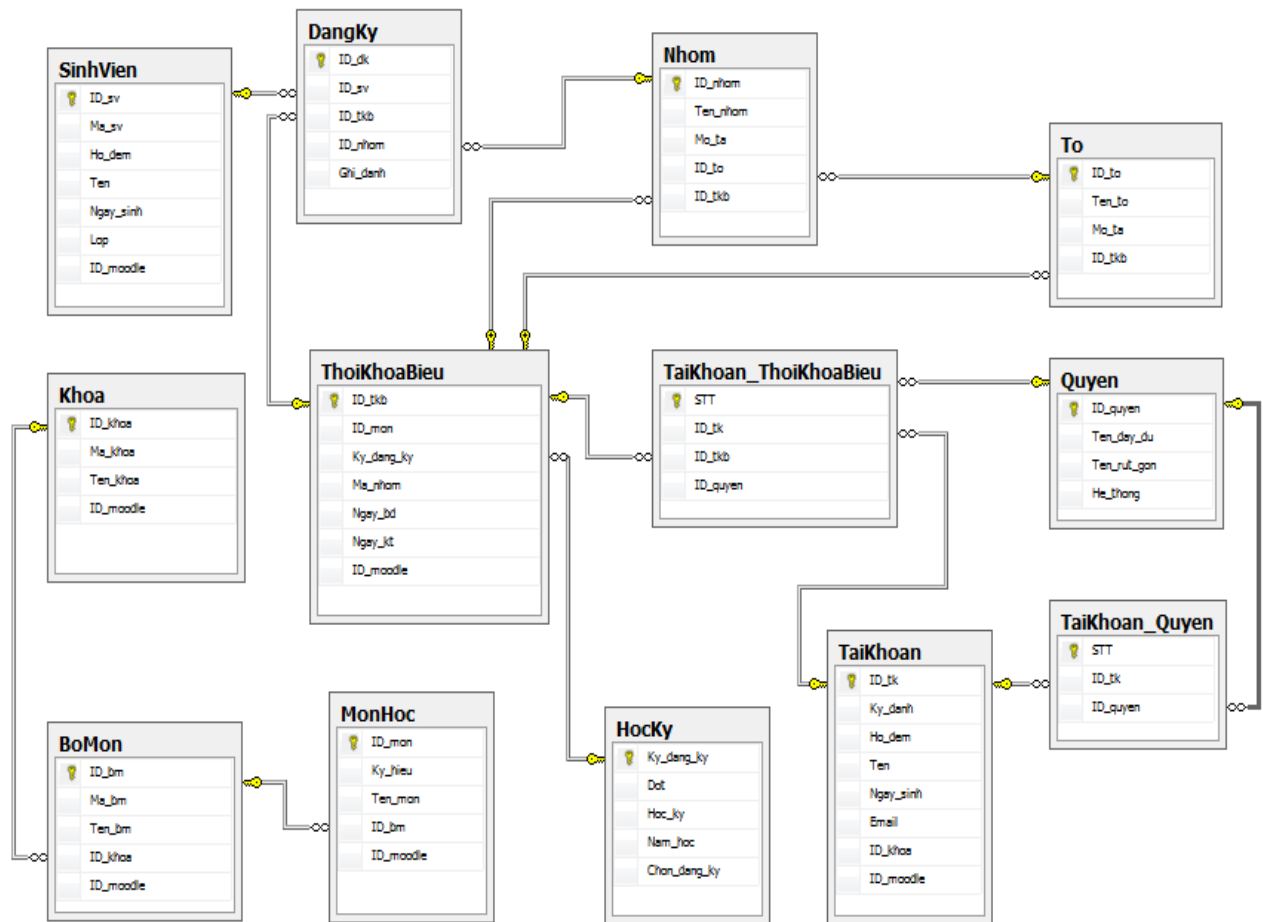 SinhVien
ID_sv
Ma_sv
Ho_dem
Ten
Ngay_sinh
Lop
ID_moodle
DangKy
ID_dk
ID_sv
ID_tkb
ID_nhom
Ghi_danh
Nhom
ID_nhom
Ten_nhom
Mo_ta
ID_to
ID_tkb
To
ID_to
Ten_to
Mo_ta
ID_tkb
Khoa
ID_khoa
Ma_khoa
Ten_khoa
ID_moodle
ThoiKhoaBieu
ID_tkb
ID_mon
Ky_dang_ky
Ma_nhom
Ngay_bd
Ngay_kt
ID_moodle
TaiKhoan_ThoiKhoaBieu
STT
ID_tk
ID_tkb
ID_quyen
Quyen
ID_quyen
Ten_day_du
Ten_rut_gon
He_thong
BoMon
ID_bm
Ma_bm
Ten_bm
ID_khoa
ID_moodle
MonHoc
ID_mon
Ky_hieu
Ten_mon
ID_bm
ID_moodle
HocKy
Ky_dang_ky
Dot
Hoc_ky
Nam_hoc
Chon_dang_ky
TaiKhoan
ID_tk
Ky_danh
Ho_dem
Ten
Ngay_sinh
Email
ID_khoa
ID_moodle
TaiKhoan_Quyen
STT
ID_tk
ID_quyen